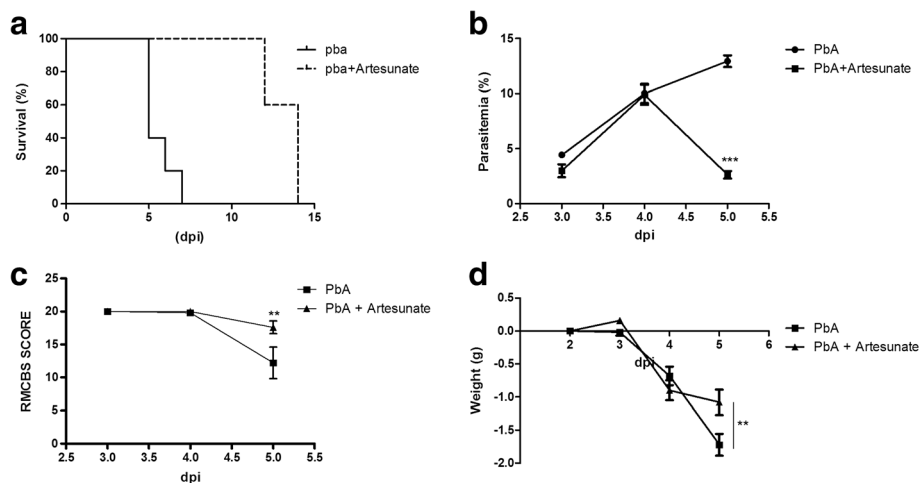 a
100
80
60
40
20
0
Survival (%)
0 5 10 15
(dpi)
pba
pba+Artesunate
b
15
10
5
0
Parasitemia (%)
2.5 3.0 3.5 4.0 4.5 5.0 5.5
dpi
***
PbA
PbA+Artesunate
c
25
20
15
10
5
0
RMCBS SCORE
2.5 3.0 3.5 4.0 4.5 5.0 5.5
dpi
**
PbA
PbA + Artesunate
d
0.5
0.0
-0.5
-1.0
-1.5
-2.0
Weight (g)
2 3 4 5 6
dpi
**
PbA
PbA + Artesunate